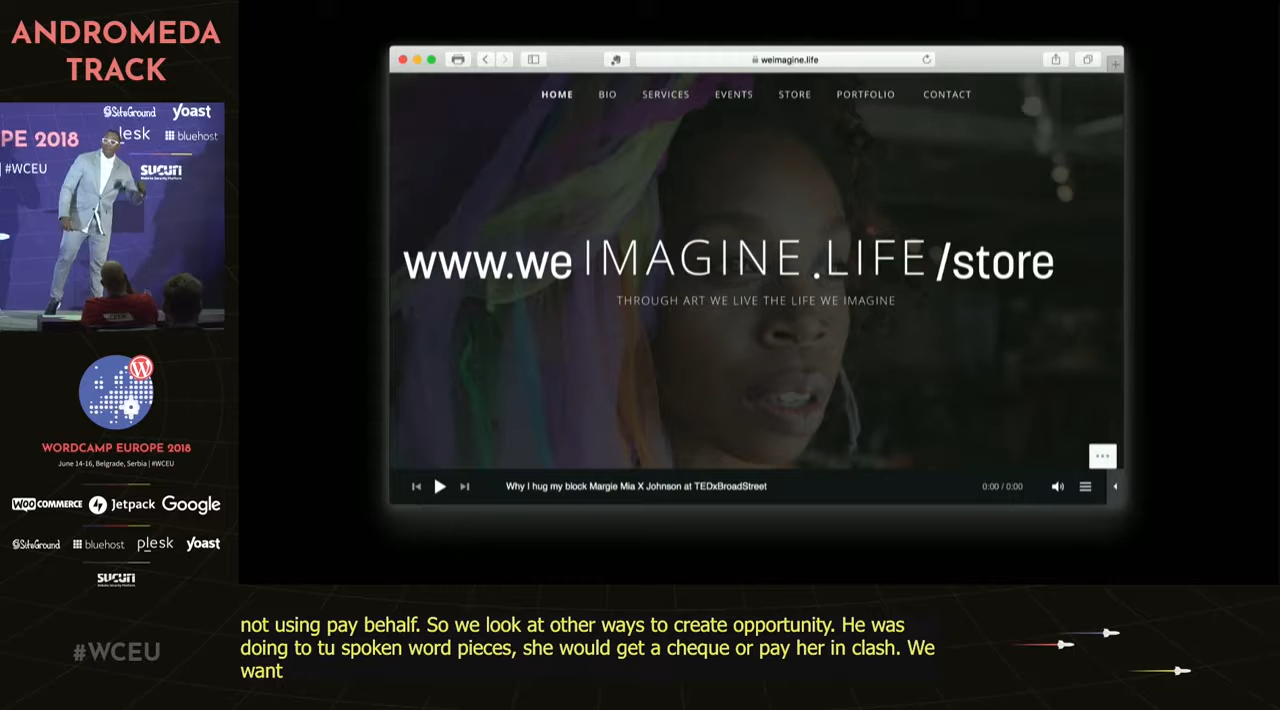 ANDROMEDA
TRACK
SiteGround yoast
PE 2018 lesk bluehost
#WCEU SUCURI
WORDCAMP EUROPE 2018
June 14-16, Belgrade, Serbia | #WCEU
WOOCOMMERCE Jetpack Google
SiteGround bluehost plesk yoast
SUCURI
#WCEU
weimagine.life
HOME BIO SERVICES EVENTS STORE PORTFOLIO CONTACT
www.weIMAGINE.LIFE/store
THROUGH ART WE LIVE THE LIFE WE IMAGINE
Why I hug my block Margie Mia X Johnson at TEDxBroadStreet 0:00 / 0:00
not using pay behalf. So we look at other ways to create opportunity. He was
doing to tu spoken word pieces, she would get a cheque or pay her in clash. We
want